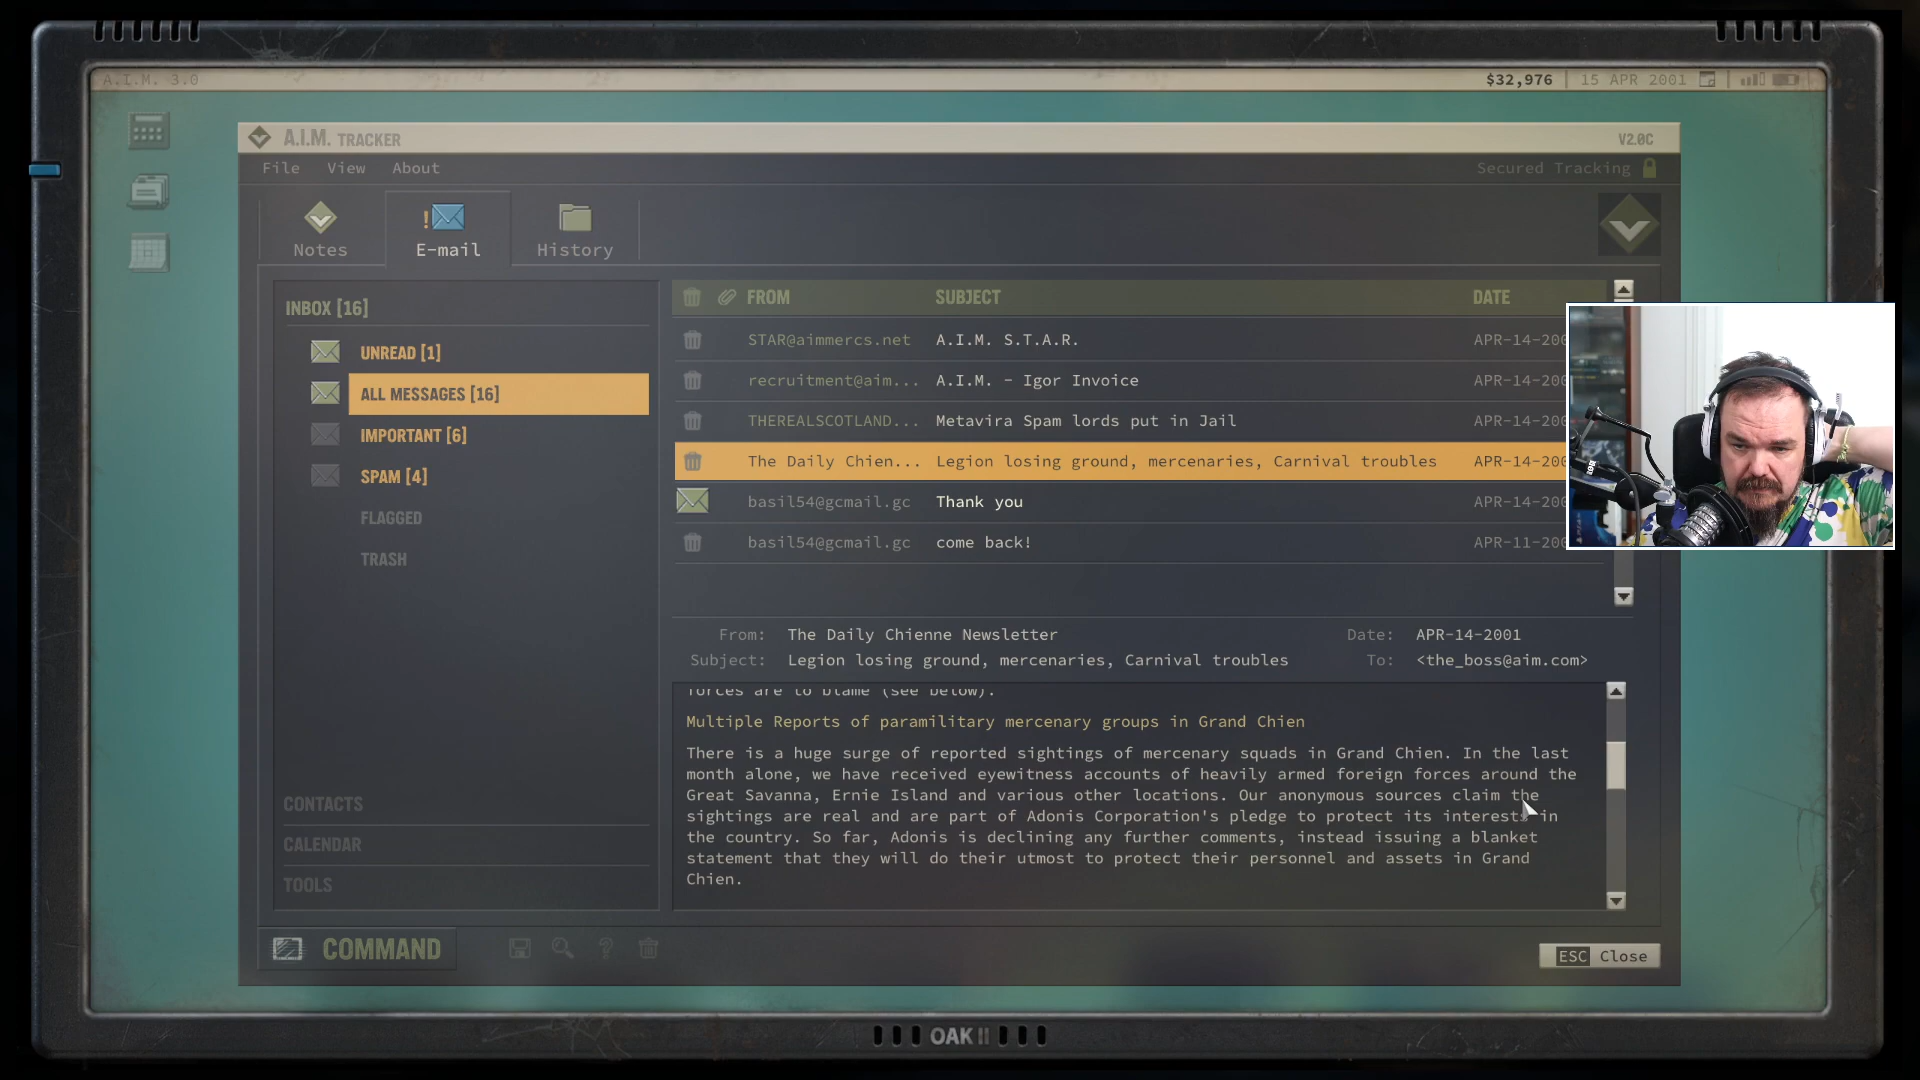 A.I.M. 3.0
$32,976 | 15 APR 2001
A.I.M. TRACKER
V2.0C
File View About
Secured Tracking
Notes
! E-mail
History
INBOX [16]
UNREAD [1]
ALL MESSAGES [16]
IMPORTANT [6]
SPAM [4]
FLAGGED
TRASH
CONTACTS
CALENDAR
TOOLS
FROM SUBJECT DATE
STAR@aimmercs.net A.I.M. S.T.A.R. APR-14-200
recruitment@aim... A.I.M. - Igor Invoice APR-14-200
THEREALSCOTLAND... Metavira Spam lords put in Jail APR-14-200
The Daily Chien... Legion losing ground, mercenaries, Carnival troubles APR-14-200
basil54@gcmail.gc Thank you APR-14-200
basil54@gcmail.gc come back! APR-11-200
From: The Daily Chienne Newsletter Date: APR-14-2001
Subject: Legion losing ground, mercenaries, Carnival troubles To: <the_boss@aim.com>
forces are to blame (see below).
Multiple Reports of paramilitary mercenary groups in Grand Chien
There is a huge surge of reported sightings of mercenary squads in Grand Chien. In the last
month alone, we have received eyewitness accounts of heavily armed foreign forces around the
Great Savanna, Ernie Island and various other locations. Our anonymous sources claim the
sightings are real and are part of Adonis Corporation's pledge to protect its interests in
the country. So far, Adonis is declining any further comments, instead issuing a blanket
statement that they will do their utmost to protect their personnel and assets in Grand
Chien.
COMMAND
ESC Close
OAK II